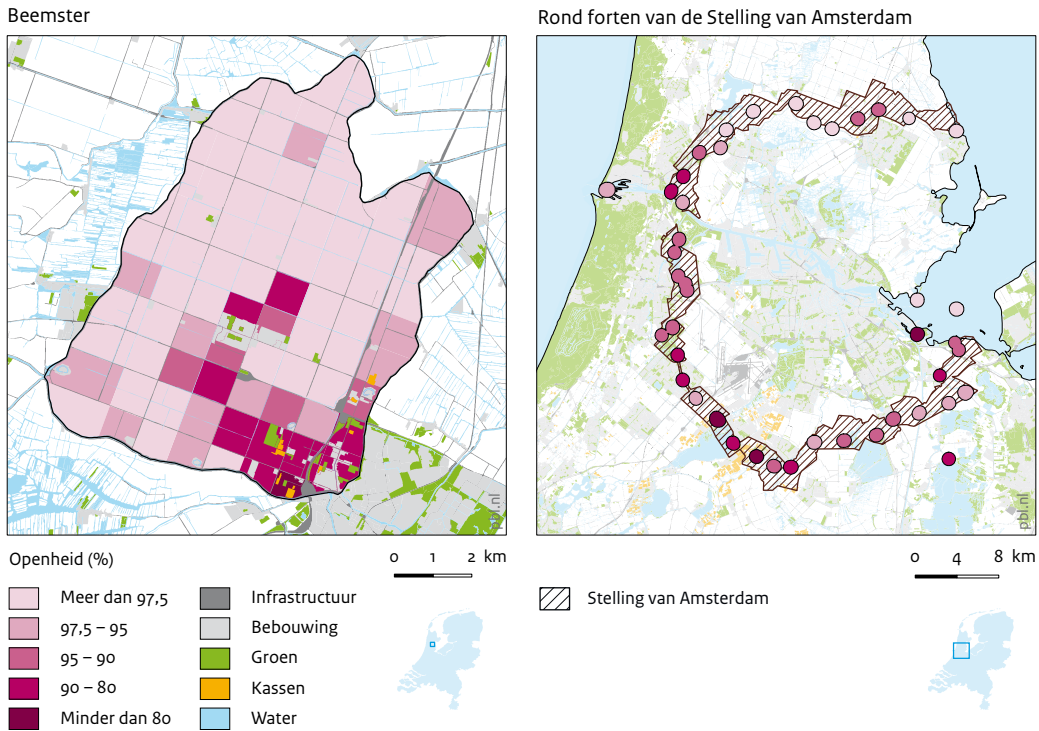 Beemster
Rond forten van de Stelling van Amsterdam
pbl.nl
pbl.nl
Openheid (%)
0 1 2 km
0 4 8 km
Meer dan 97,5
97,5 – 95
95 – 90
90 – 80
Minder dan 80
Infrastructuur
Bebouwing
Groen
Kassen
Water
Stelling van Amsterdam